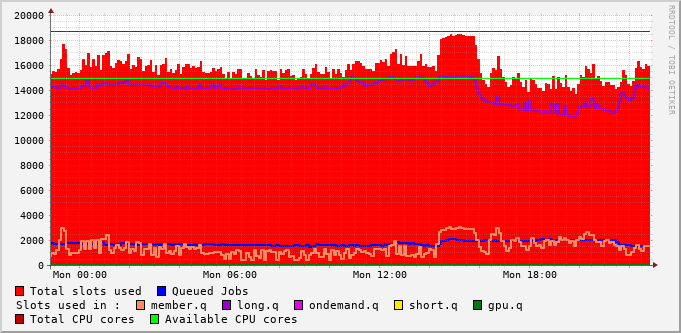 20000
18000
16000
14000
12000
10000
8000
6000
4000
2000
0
Mon 00:00 Mon 06:00 Mon 12:00 Mon 18:00
RRDTOOL / TOBI OETIKER
Total slots used Queued Jobs
Slots used in : member.q long.q ondemand.q short.q gpu.q
Total CPU cores Available CPU cores